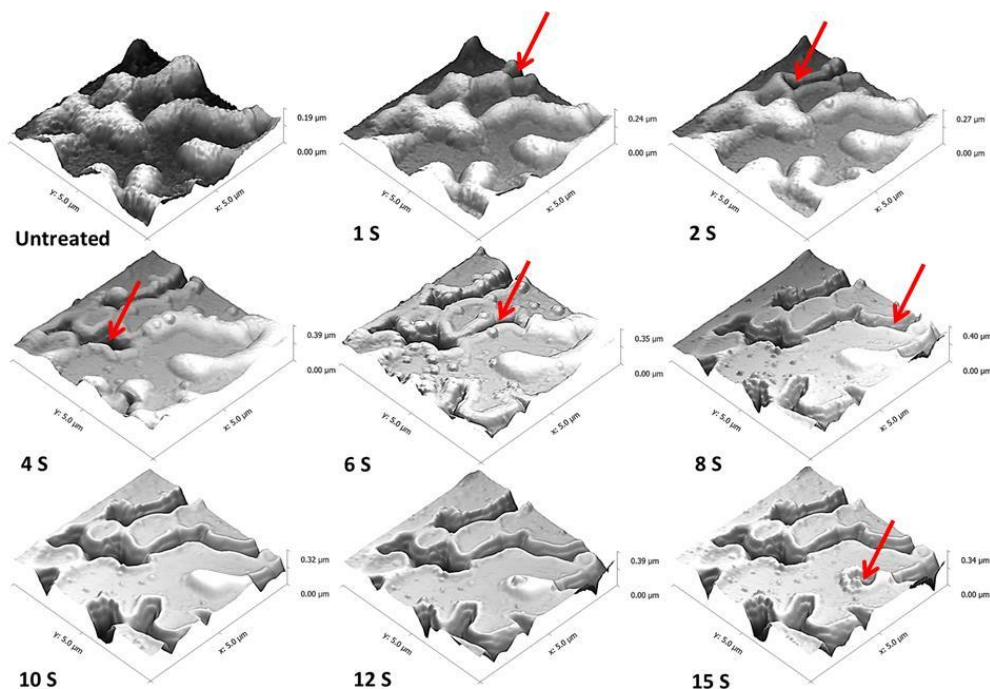 0.19 µm
0.00 µm
y: 5.0 µm
x: 5.0 µm
Untreated
0.24 µm
0.00 µm
y: 5.0 µm
x: 5.0 µm
1 S
0.27 µm
0.00 µm
y: 5.0 µm
x: 5.0 µm
2 S
0.39 µm
0.00 µm
y: 5.0 µm
x: 5.0 µm
4 S
0.35 µm
0.00 µm
y: 5.0 µm
x: 5.0 µm
6 S
0.40 µm
0.00 µm
y: 5.0 µm
x: 5.0 µm
8 S
0.32 µm
0.00 µm
y: 5.0 µm
x: 5.0 µm
10 S
0.39 µm
0.00 µm
y: 5.0 µm
x: 5.0 µm
12 S
0.34 µm
0.00 µm
y: 5.0 µm
x: 5.0 µm
15 S